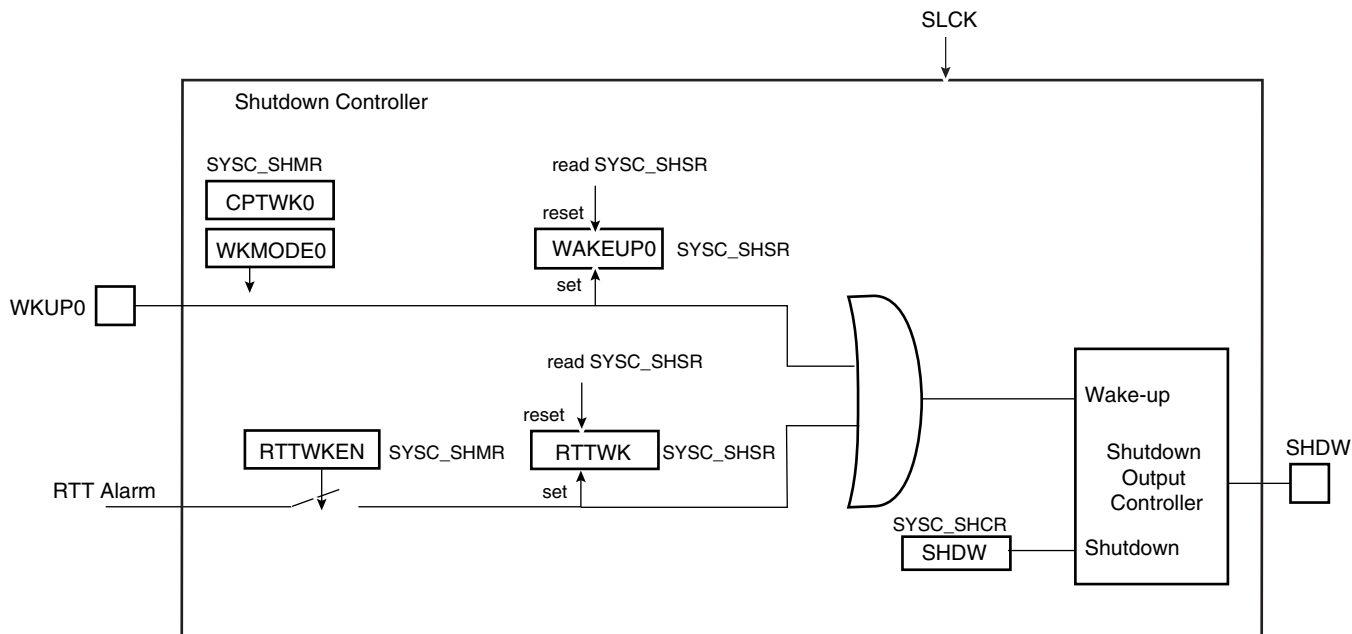 SLCK
Shutdown Controller
SYSC_SHMR
read SYSC_SHSR
CPTWK0
reset
WKMODE0
WAKEUP0 SYSC_SHSR
set
WKUP0
read SYSC_SHSR
Wake-up
reset
RTTWKEN SYSC_SHMR RTTWK SYSC_SHSR
Shutdown
Output
Controller
SHDW
RTT Alarm
set
SYSC_SHCR
SHDW
Shutdown